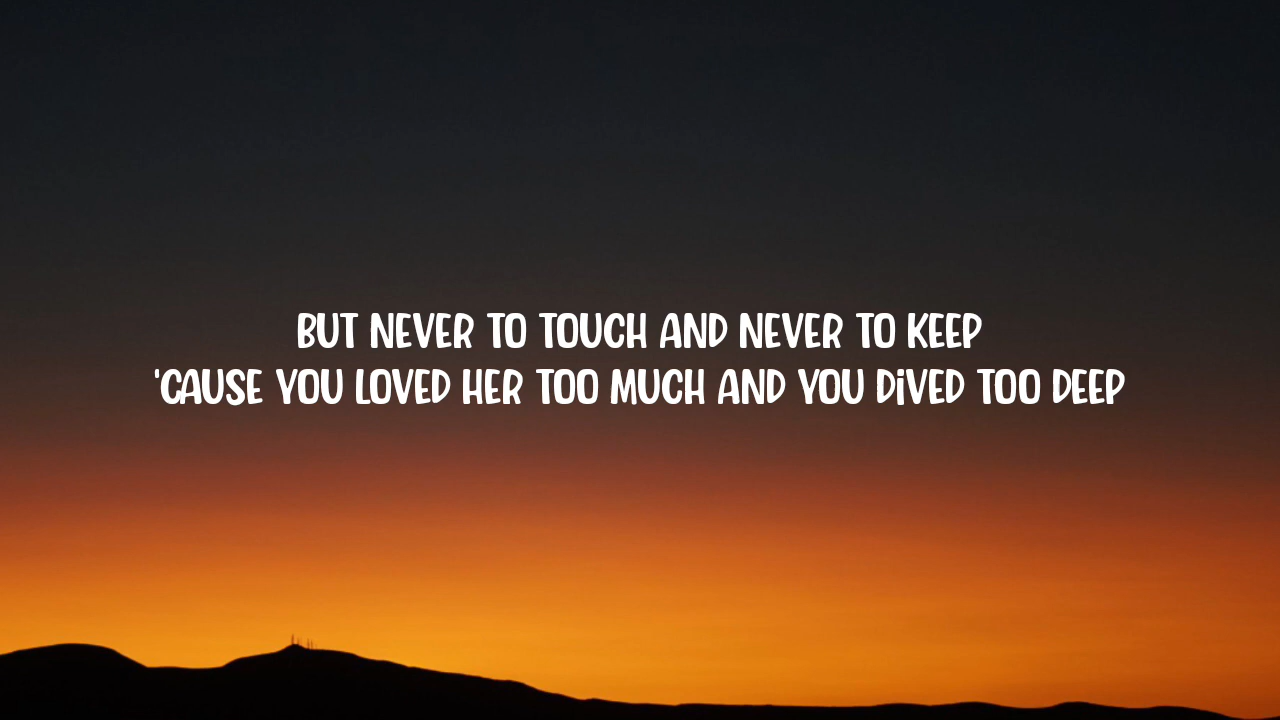 BUT NEVER TO TOUCH AND NEVER TO KEEP
'CAUSE YOU LOVED HER TOO MUCH AND YOU DiVED TOO DEEP